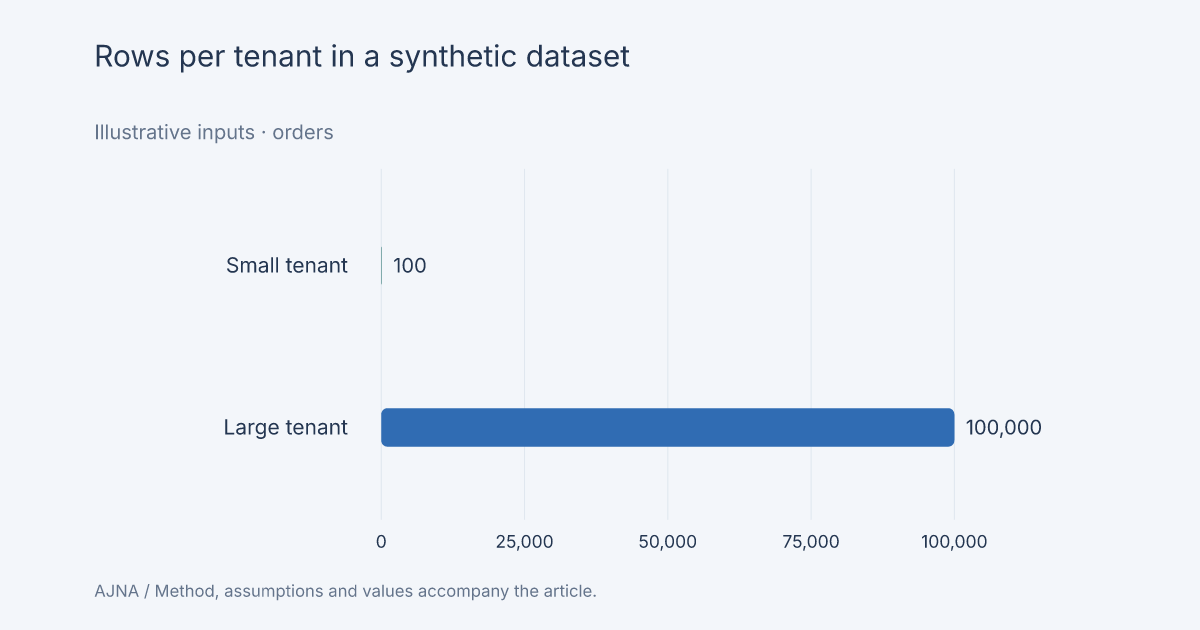 Rows per tenant in a synthetic dataset
Illustrative inputs · orders
Small tenant 100
Large tenant 100,000
0 25,000 50,000 75,000 100,000
AJNA / Method, assumptions and values accompany the article.